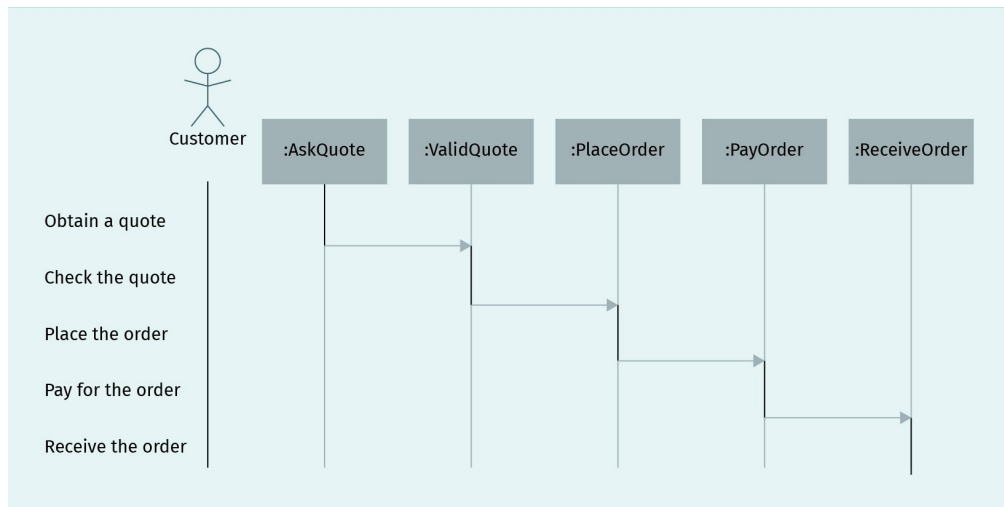 Customer
:AskQuote
:ValidQuote
:PlaceOrder
:PayOrder
:ReceiveOrder
Obtain a quote
Check the quote
Place the order
Pay for the order
Receive the order